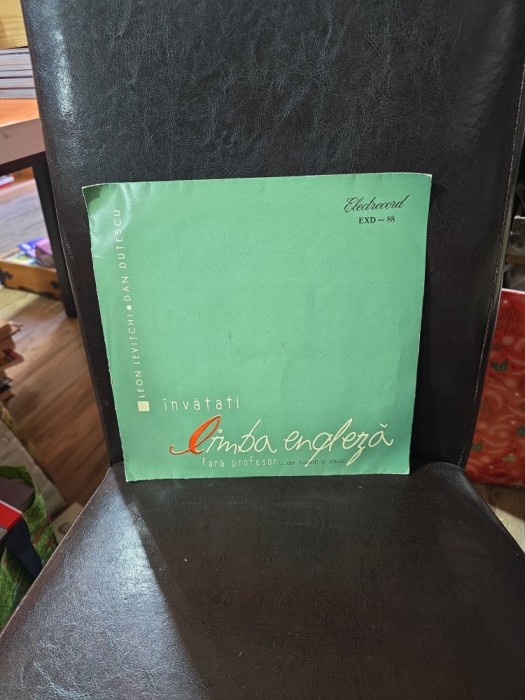 Electrecord
EXD — 88
LEON LEVIȚCHI • DAN DUȚESCU
învățați
limba engleză
fără profesor